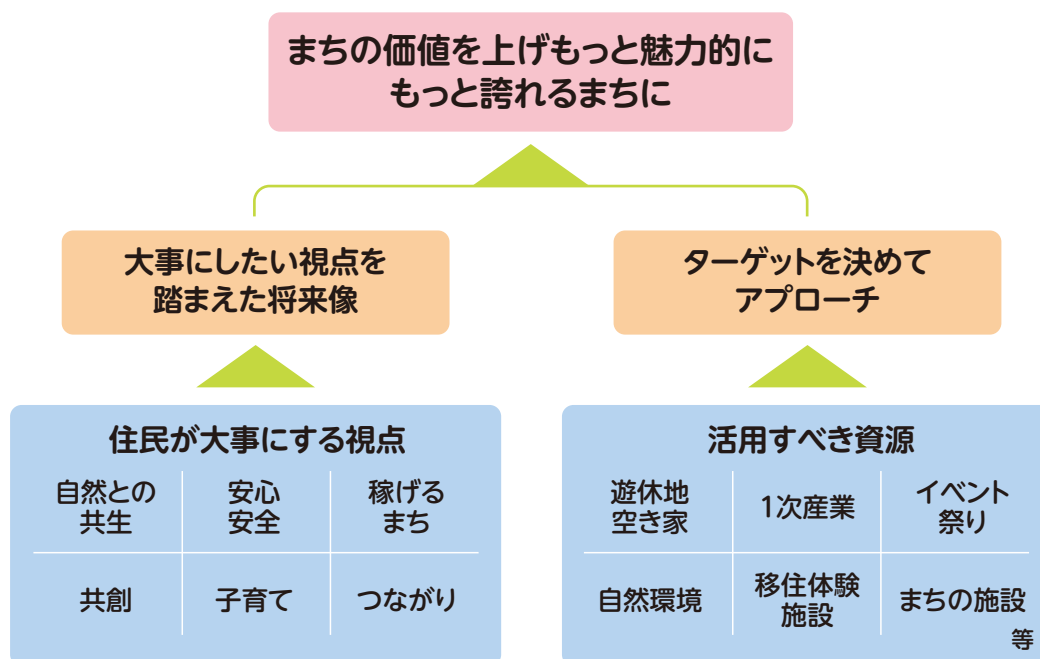 まちの価値を上げもっと魅力的に
もっと誇れるまちに
大事にしたい視点を
踏まえた将来像
ターゲットを決めて
アプローチ
住民が大事にする視点
自然との
共生
安心
安全
稼げる
まち
共創
子育て
つながり
活用すべき資源
遊休地
空き家
1次産業
イベント
祭り
自然環境
移住体験
施設
まちの施設
等